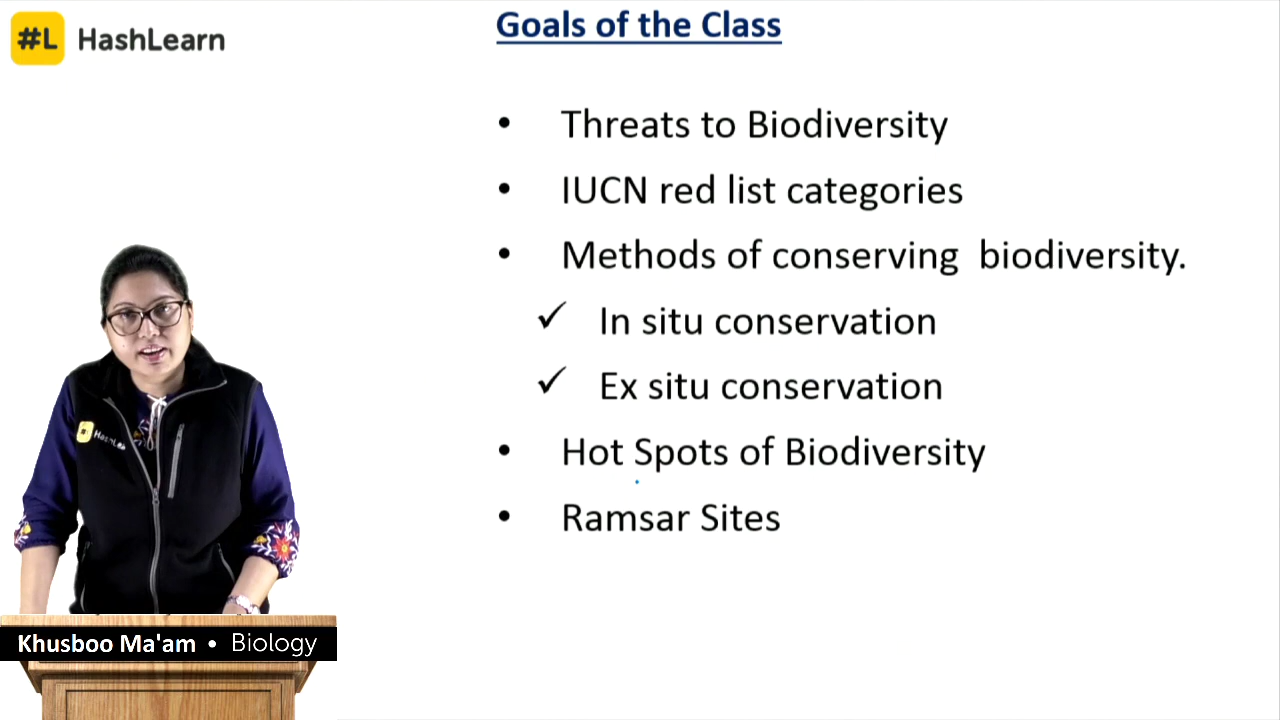 #L HashLearn
Goals of the Class
• Threats to Biodiversity
• IUCN red list categories
• Methods of conserving biodiversity.
✓ In situ conservation
✓ Ex situ conservation
• Hot Spots of Biodiversity
• Ramsar Sites
Khusboo Ma'am • Biology